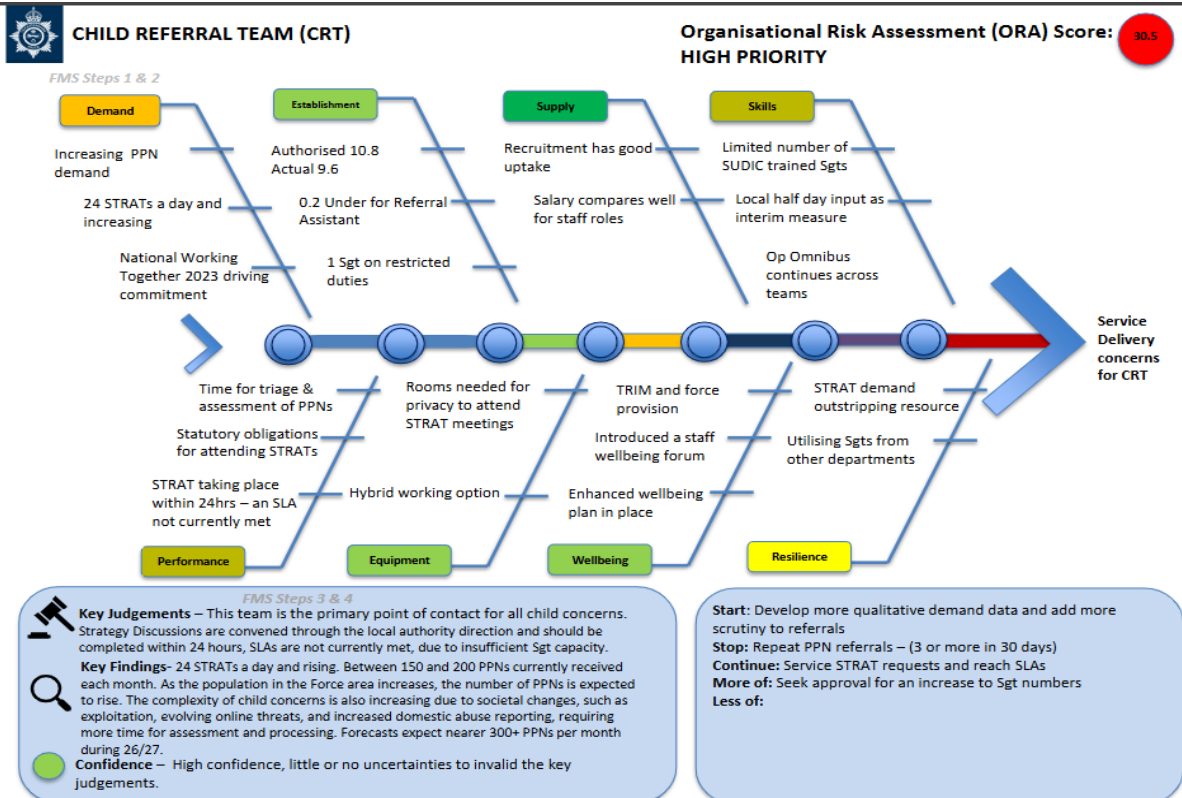 CHILD REFERRAL TEAM (CRT)
Organisational Risk Assessment (ORA) Score:
HIGH PRIORITY
30.5
FMS Steps 1 & 2
Demand
Increasing PPN
demand
24 STRATs a day and
increasing
National Working
Together 2023 driving
commitment
Establishment
Authorised 10.8
Actual 9.6
0.2 Under for Referral
Assistant
1 Sgt on restricted
duties
Supply
Recruitment has good
uptake
Salary compares well
for staff roles
Skills
Limited number of
SUDIC trained Sgts
Local half day input as
interim measure
Op Omnibus
continues across
teams
Service
Delivery
concerns
for CRT
Time for triage &
assessment of PPNs
Statutory obligations
for attending STRATs
STRAT taking place
within 24hrs – an SLA
not currently met
Performance
Rooms needed for
privacy to attend
STRAT meetings
Hybrid working option
Equipment
TRIM and force
provision
Introduced a staff
wellbeing forum
Enhanced wellbeing
plan in place
Wellbeing
STRAT demand
outstripping resource
Utilising Sgts from
other departments
Resilience
FMS Steps 3 & 4
Key Judgements – This team is the primary point of contact for all child concerns.
Strategy Discussions are convened through the local authority direction and should be
completed within 24 hours, SLAs are not currently met, due to insufficient Sgt capacity.
Key Findings- 24 STRATs a day and rising. Between 150 and 200 PPNs currently received
each month. As the population in the Force area increases, the number of PPNs is expected
to rise. The complexity of child concerns is also increasing due to societal changes, such as
exploitation, evolving online threats, and increased domestic abuse reporting, requiring
more time for assessment and processing. Forecasts expect nearer 300+ PPNs per month
during 26/27.
Confidence – High confidence, little or no uncertainties to invalid the key
judgements.
Start: Develop more qualitative demand data and add more
scrutiny to referrals
Stop: Repeat PPN referrals – (3 or more in 30 days)
Continue: Service STRAT requests and reach SLAs
More of: Seek approval for an increase to Sgt numbers
Less of: